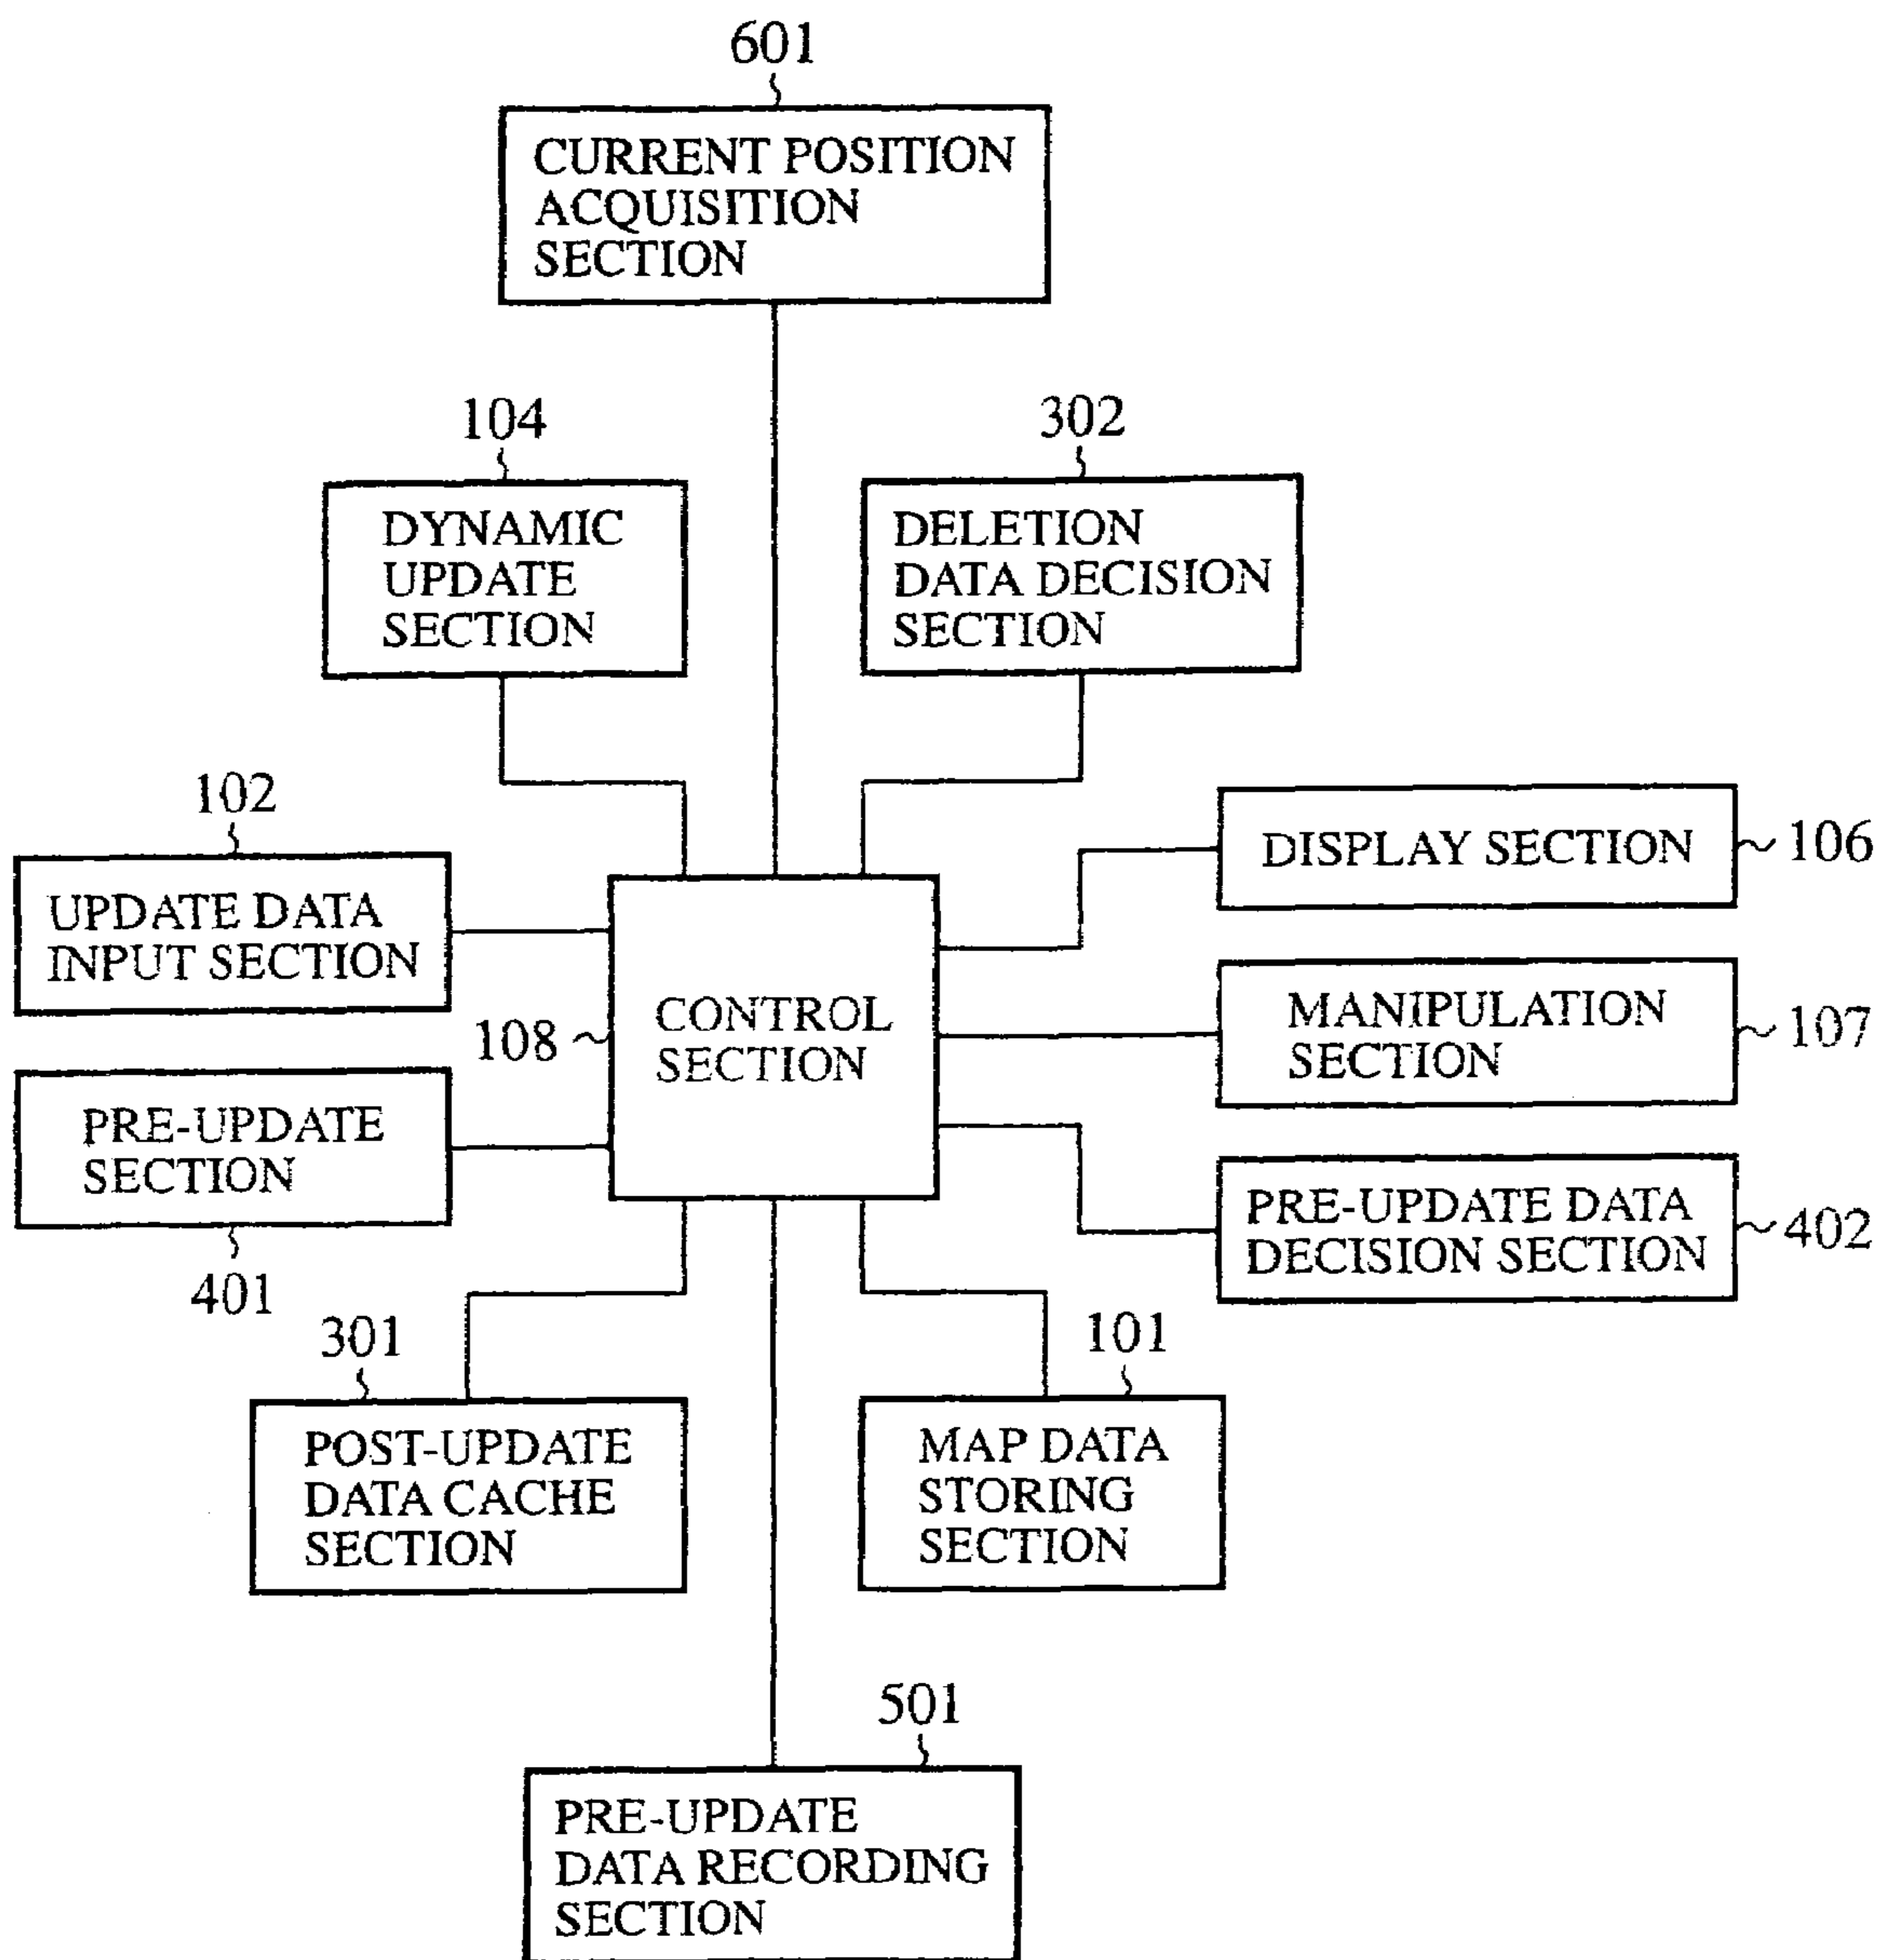 601
CURRENT POSITION
ACQUISITION
SECTION
104
DYNAMIC
UPDATE
SECTION
302
DELETION
DATA DECISION
SECTION
102
UPDATE DATA
INPUT SECTION
DISPLAY SECTION
106
108
CONTROL
SECTION
MANIPULATION
SECTION
107
PRE-UPDATE
SECTION
401
PRE-UPDATE DATA
DECISION SECTION
402
301
POST-UPDATE
DATA CACHE
SECTION
101
MAP DATA
STORING
SECTION
501
PRE-UPDATE
DATA RECORDING
SECTION